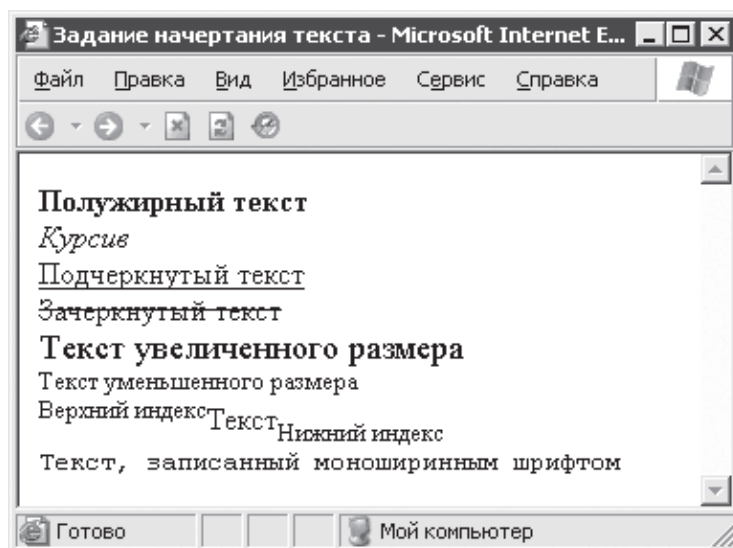 Задание начертания текста - Microsoft Internet E...
Файл Правка Вид Избранное Сервис Справка
Полужирный текст
Курсив
Подчеркнутый текст
Зачеркнутый текст
Текст увеличенного размера
Текст уменьшенного размера
Верхний индексТекстНижний индекс
Текст, записанный моноширинным шрифтом
Готово Мой компьютер